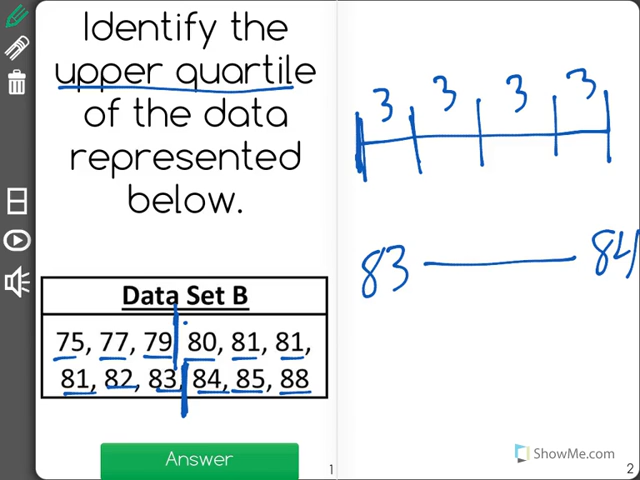 Identify the
upper quartile
of the data
represented
below.
Data Set B
75, 77, 79, 80, 81, 81,
81, 82, 83, 84, 85, 88
Answer
1
3 3 3 3
83 84
ShowMe.com
2